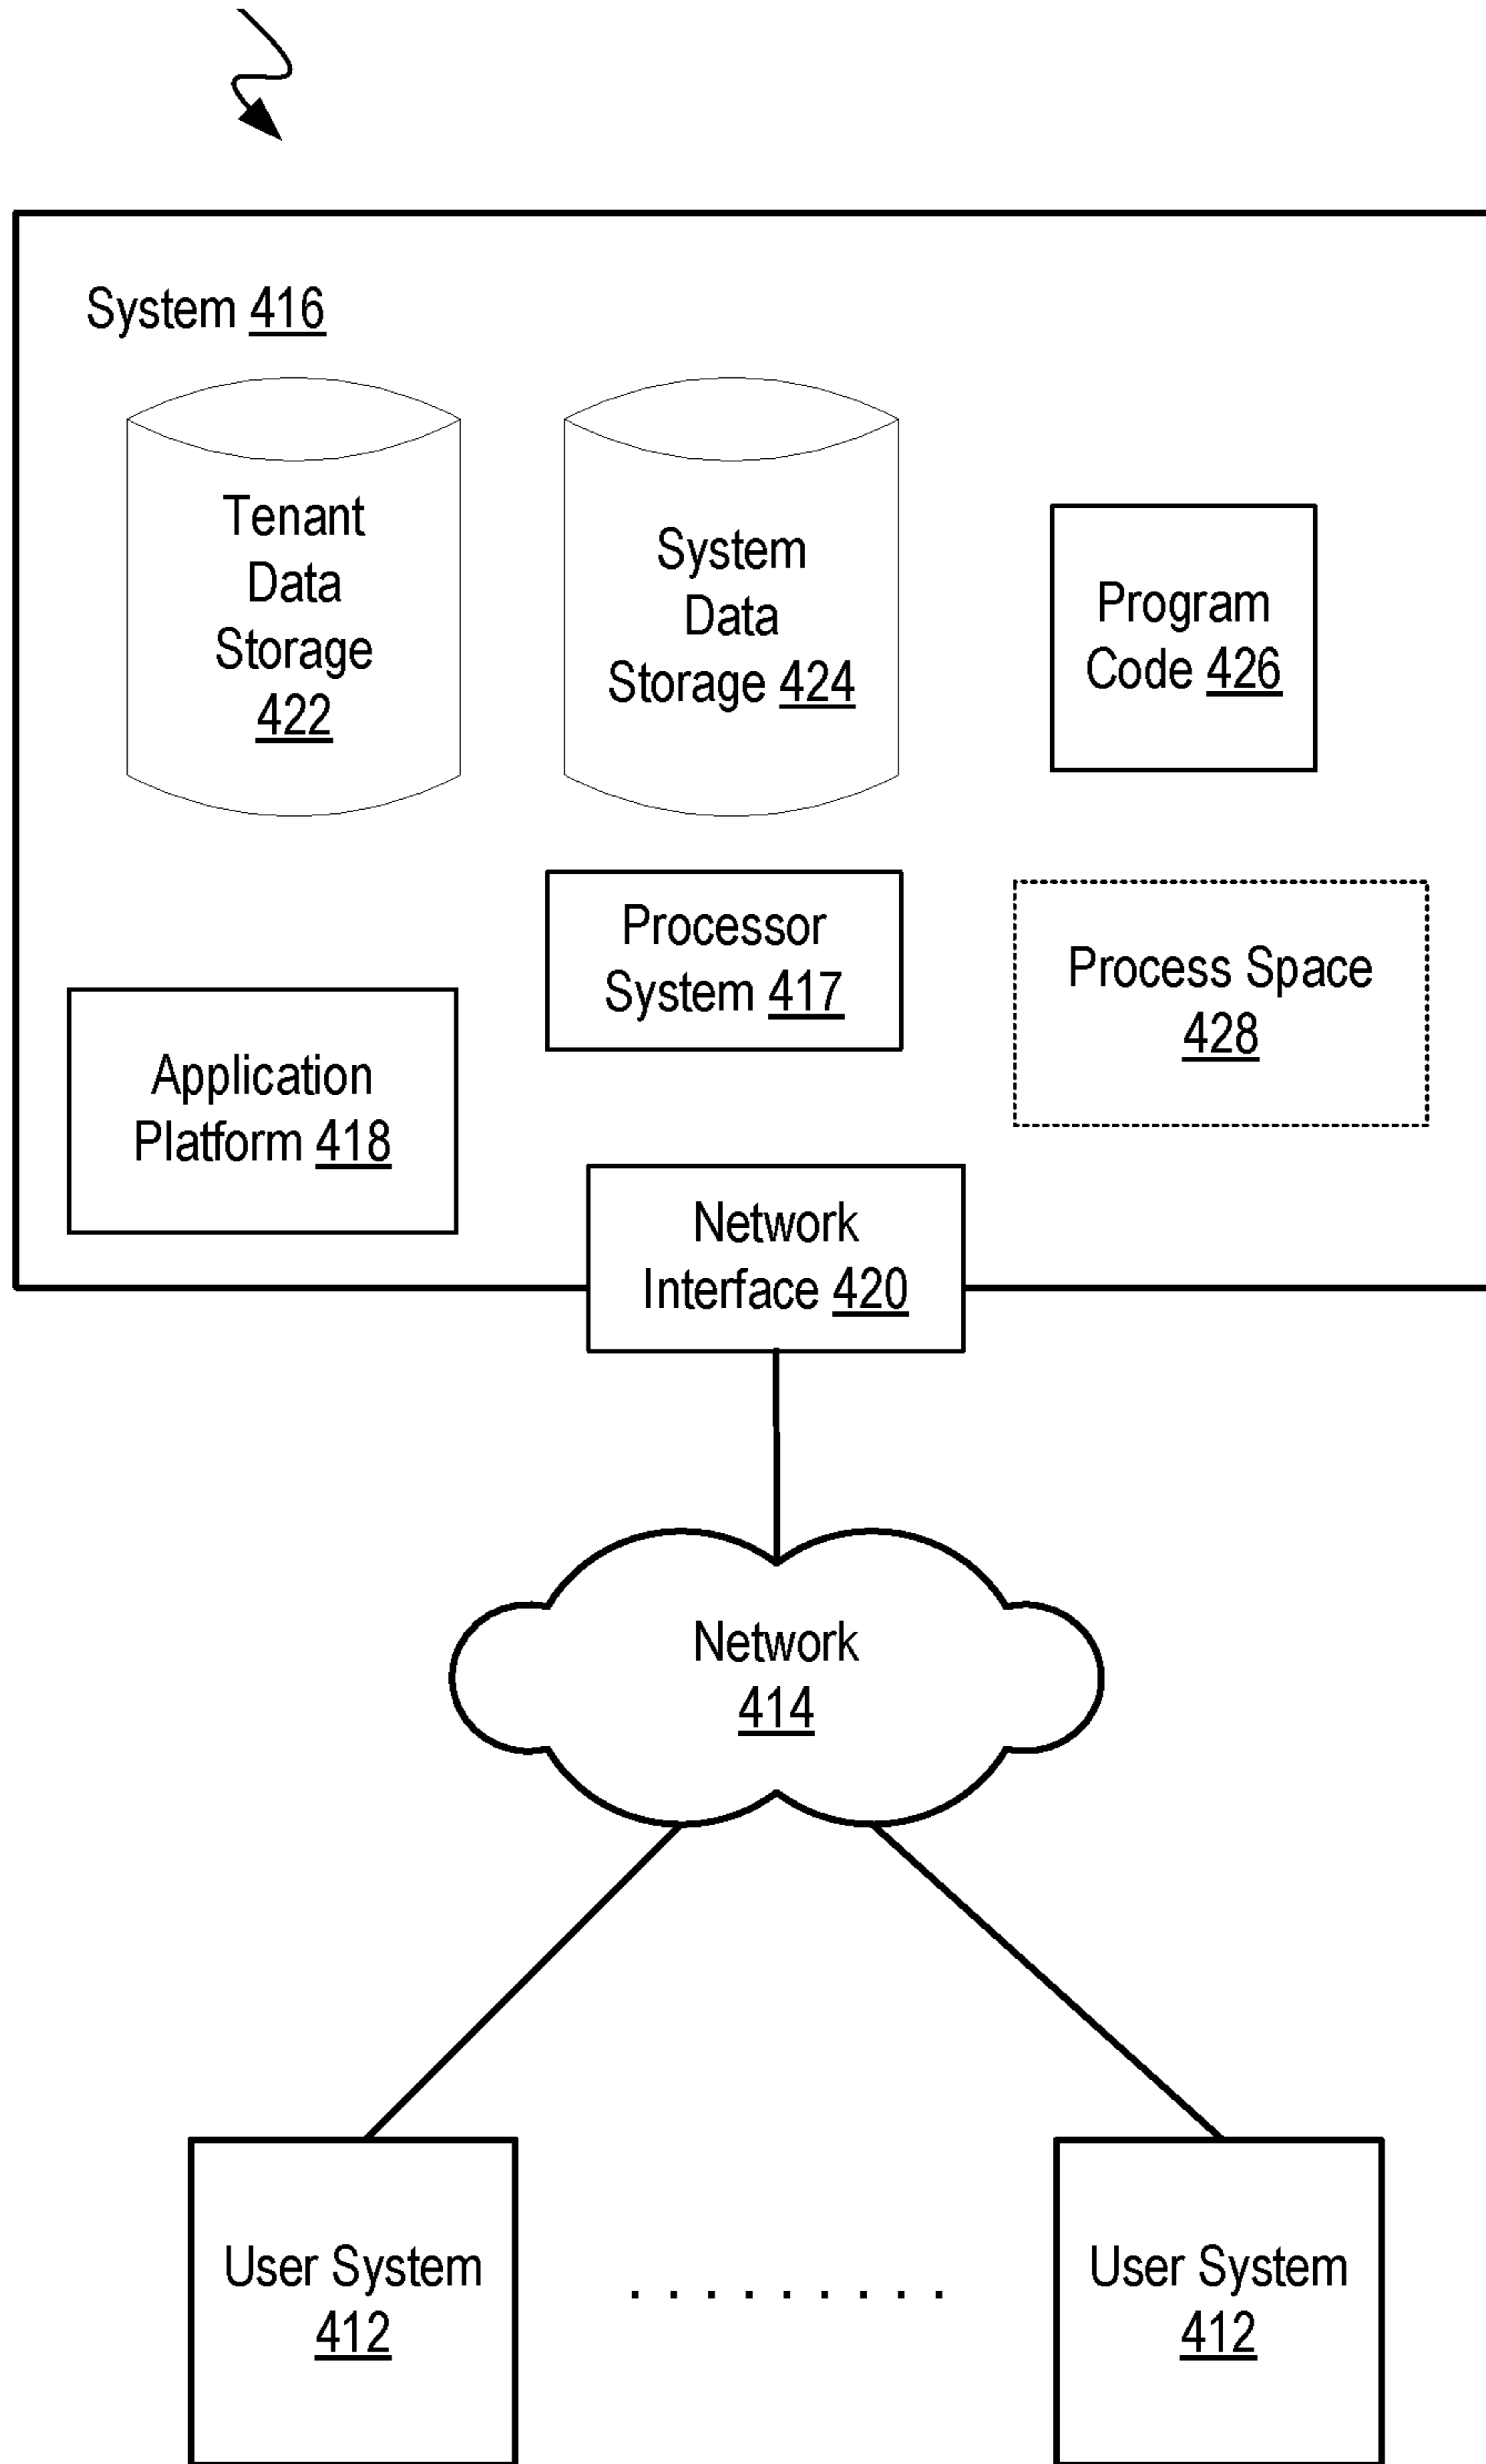 System 416
Tenant
Data
Storage
422
System
Data
Storage 424
Program
Code 426
Processor
System 417
Process Space
428
Application
Platform 418
Network
Interface 420
Network
414
User System
412
. . . . . . . . .
User System
412